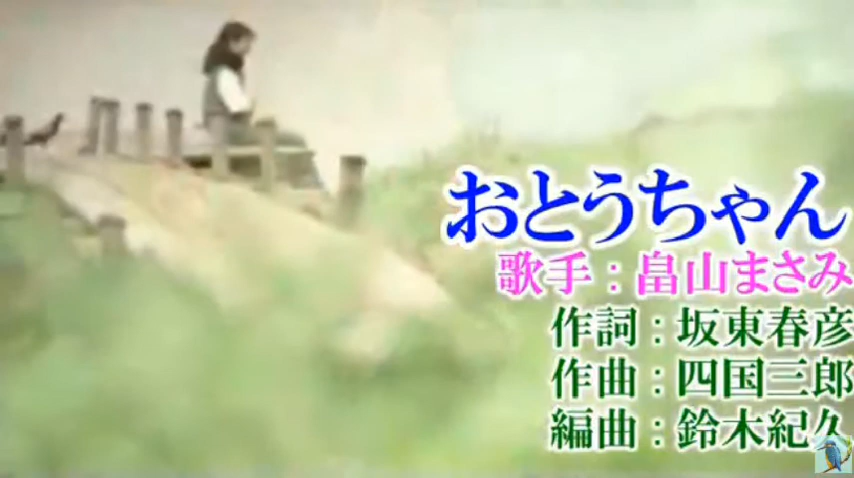 おとうちゃん
歌手：畠山まさみ
作詞：坂東春彦
作曲：四国三郎
編曲：鈴木紀久